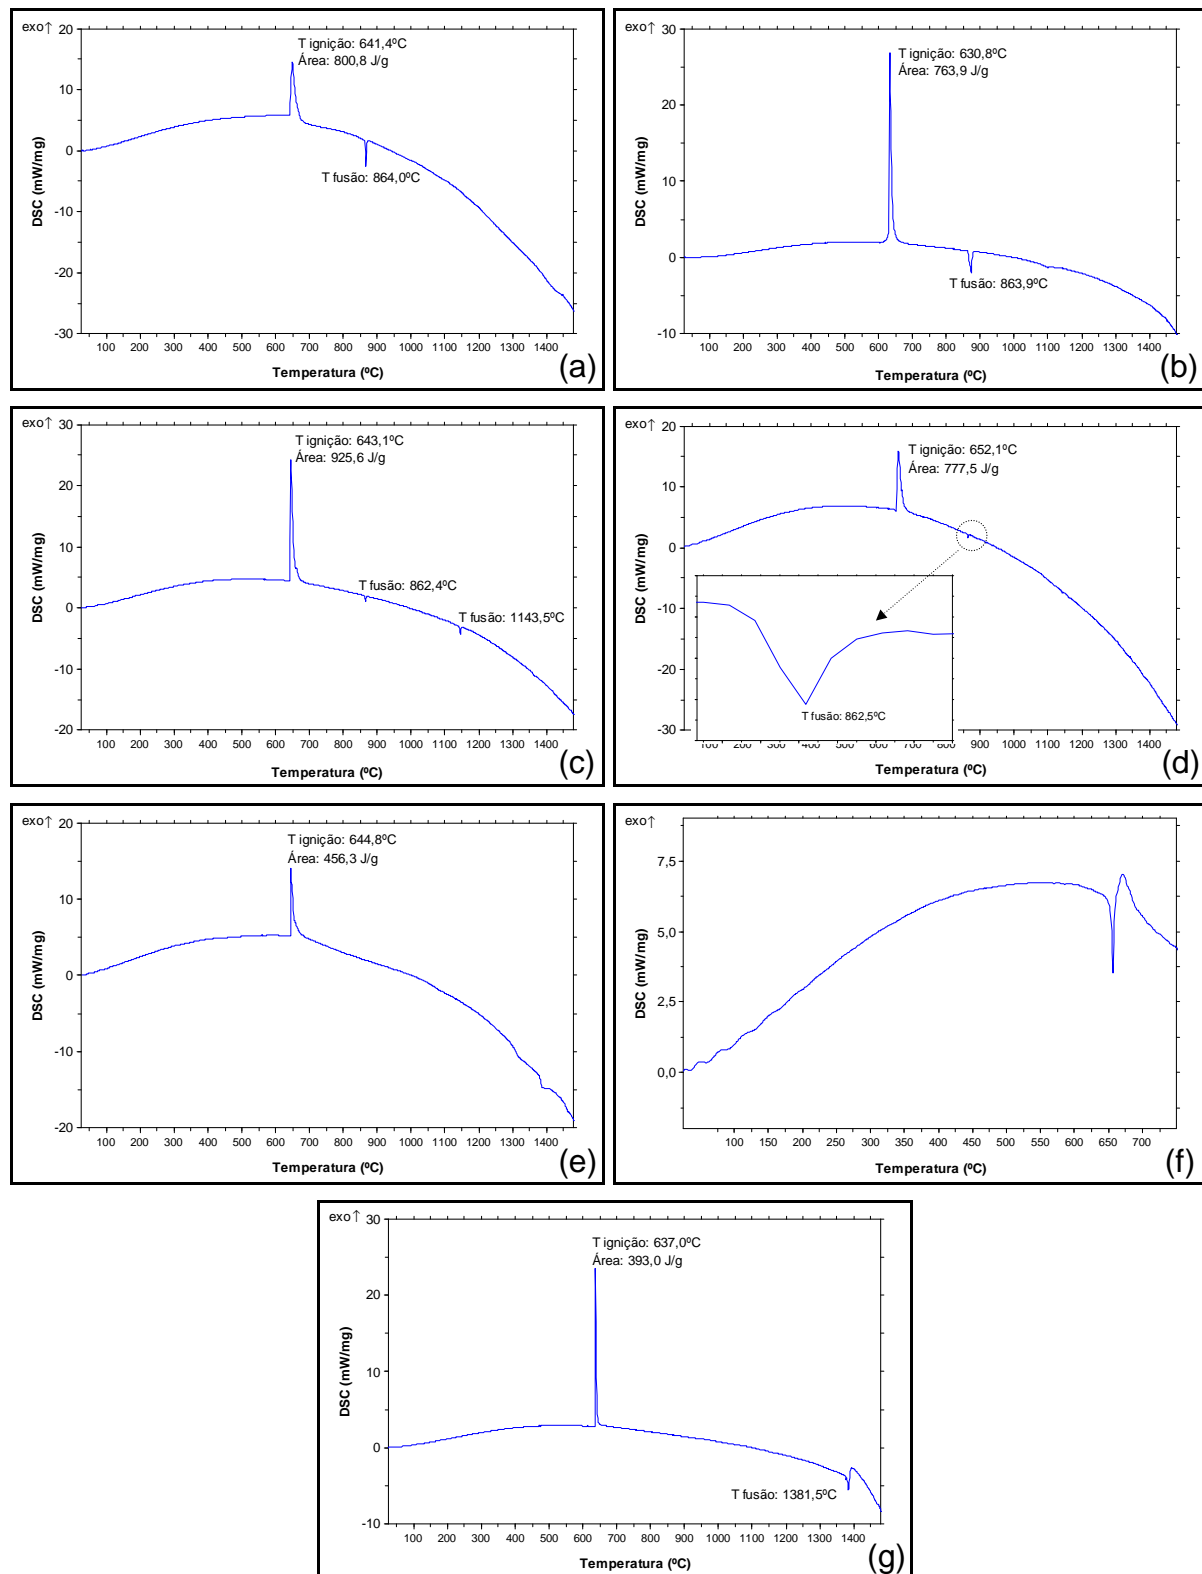 exo↑
20
10
0
-10
-20
-30
DSC (mW/mg)
T ignição: 641,4ºC
Área: 800,8 J/g
T fusão: 864,0ºC
100 200 300 400 500 600 700 800 900 1000 1100 1200 1300 1400
Temperatura (ºC)
(a)
exo↑
30
20
10
0
-10
DSC (mW/mg)
T ignição: 630,8ºC
Área: 763,9 J/g
T fusão: 863,9ºC
100 200 300 400 500 600 700 800 900 1000 1100 1200 1300 1400
Temperatura (ºC)
(b)
exo↑
30
20
10
0
-10
-20
DSC (mW/mg)
T ignição: 643,1ºC
Área: 925,6 J/g
T fusão: 862,4ºC
T fusão: 1143,5ºC
100 200 300 400 500 600 700 800 900 1000 1100 1200 1300 1400
Temperatura (ºC)
(c)
exo↑
20
10
0
-10
-20
-30
DSC (mW/mg)
T ignição: 652,1ºC
Área: 777,5 J/g
T fusão: 862,5ºC
100 200 300 400 500 600 700 800 900 1000 1100 1200 1300 1400
Temperatura (ºC)
(d)
exo↑
20
10
0
-10
-20
DSC (mW/mg)
T ignição: 644,8ºC
Área: 456,3 J/g
100 200 300 400 500 600 700 800 900 1000 1100 1200 1300 1400
Temperatura (ºC)
(e)
exo↑
7,5
5,0
2,5
0,0
DSC (mW/mg)
100 150 200 250 300 350 400 450 500 550 600 650 700
Temperatura (ºC)
(f)
exo↑
30
20
10
0
-10
DSC (mW/mg)
T ignição: 637,0ºC
Área: 393,0 J/g
T fusão: 1381,5ºC
100 200 300 400 500 600 700 800 900 1000 1100 1200 1300 1400
Temperatura (ºC)
(g)